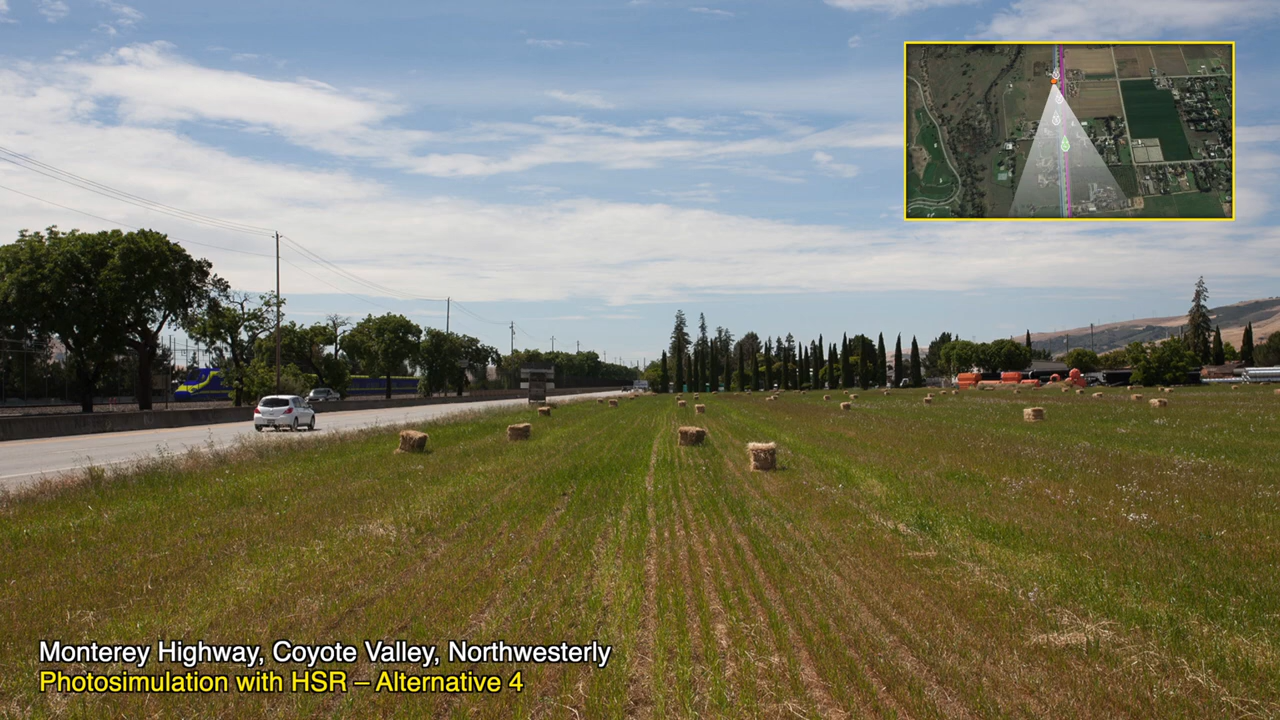 Monterey Highway, Coyote Valley, Northwesterly
Photosimulation with HSR – Alternative 4